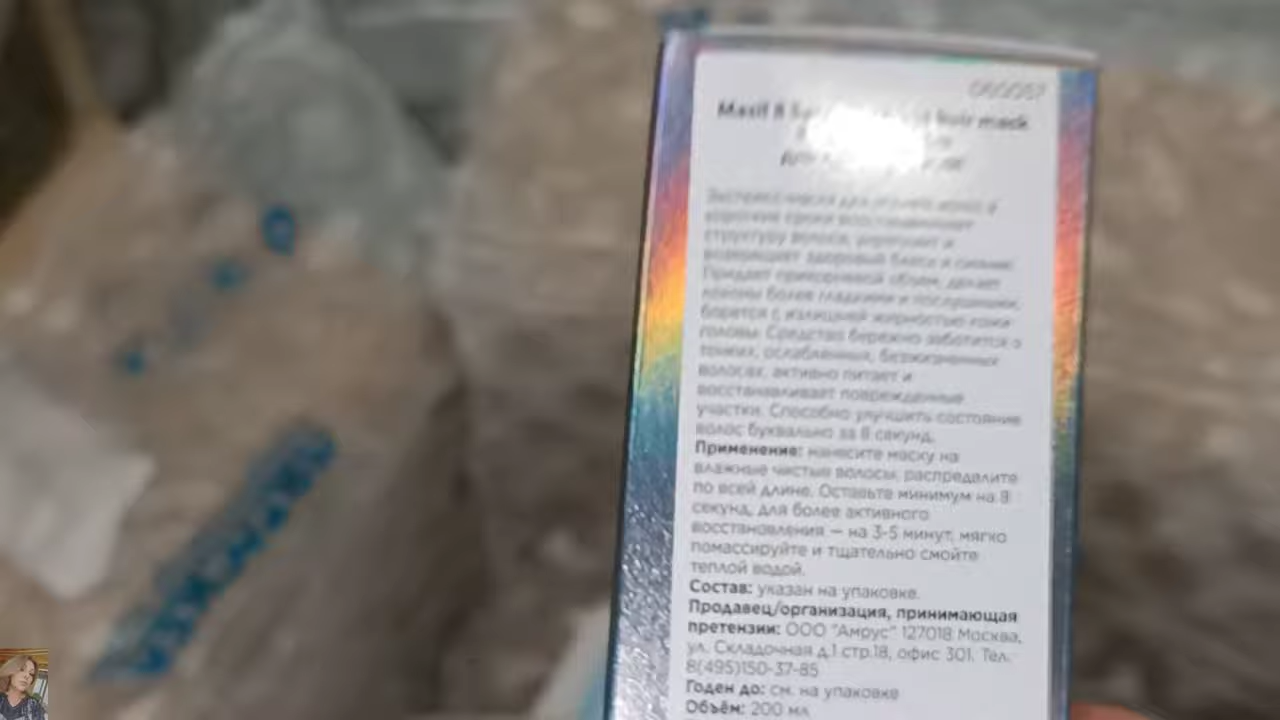 060057
Masil 8 hair mask
Экспресс-маска для объёма волос в
короткие сроки восстанавливает
структуру волоса, укрепляет и
возвращает здоровый блеск и сияние.
Придает прикорневой объем, делает
локоны более гладкими и послушными,
борется с излишней жирностью кожи
головы. Средство бережно заботится о
тонких, ослабленных, безжизненных
волосах, активно питает и
восстанавливает поврежденные
участки. Способно улучшить состояние
волос буквально за 8 секунд.
Применение: нанесите маску на
влажные чистые волосы, распределите
по всей длине. Оставьте минимум на 8
секунд, для более активного
восстановления — на 3-5 минут, мягко
помассируйте и тщательно смойте
теплой водой.
Состав: указан на упаковке.
Продавец/организация, принимающая
претензии: ООО "Амрус" 127018 Москва,
ул. Складочная д.1 стр.18, офис 301. Тел.
8(495)150-37-85
Годен до: см. на упаковке
Объём: 200 мл